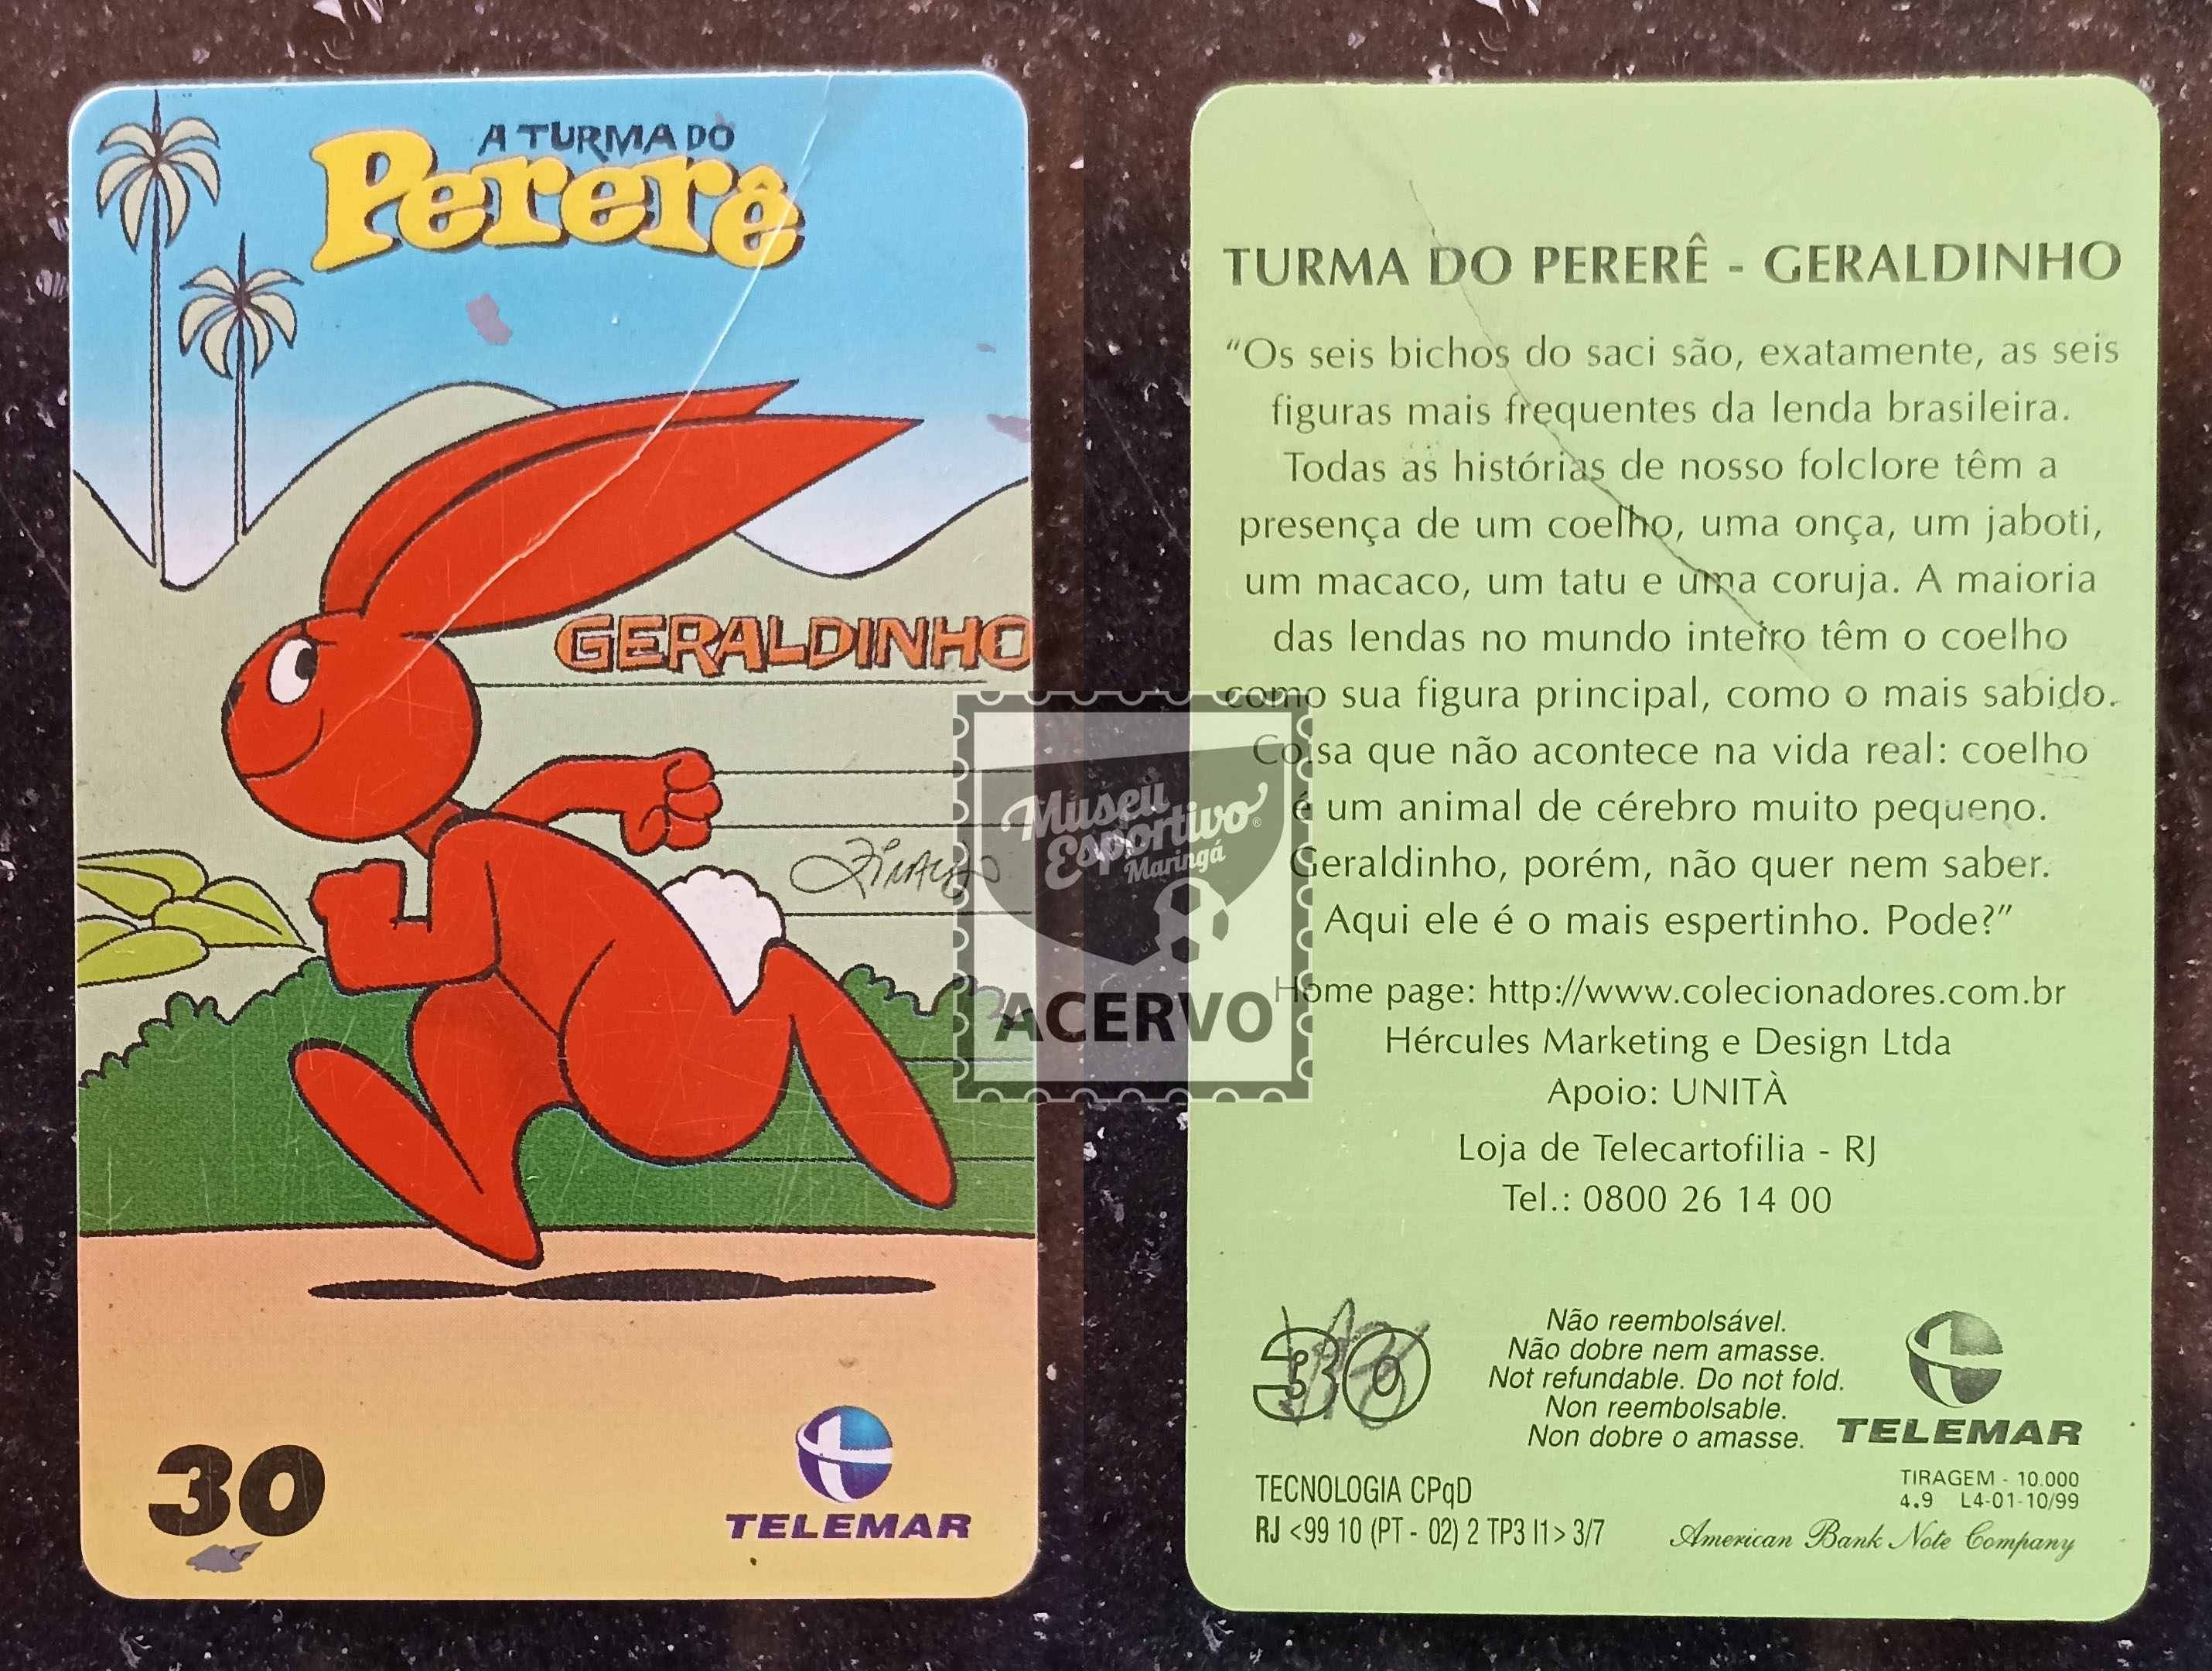 A TURMA DO
Pererê
GERALDINHO
ZIRALDO
30
TELEMAR
TURMA DO PERERÊ - GERALDINHO
“Os seis bichos do saci são, exatamente, as seis
figuras mais frequentes da lenda brasileira.
Todas as histórias de nosso folclore têm a
presença de um coelho, uma onça, um jaboti,
um macaco, um tatu e uma coruja. A maioria
das lendas no mundo inteiro têm o coelho
como sua figura principal, como o mais sabido.
Coisa que não acontece na vida real: coelho
é um animal de cérebro muito pequeno.
Geraldinho, porém, não quer nem saber.
Aqui ele é o mais espertinho. Pode?”
Home page: http://www.colecionadores.com.br
Hércules Marketing e Design Ltda
Apoio: UNITÀ
Loja de Telecartofilia - RJ
Tel.: 0800 26 14 00
30
Não reembolsável.
Não dobre nem amasse.
Not refundable. Do not fold.
Non reembolsable.
Non dobre o amasse.
TELEMAR
TECNOLOGIA CPqD
RJ <99 10 (PT - 02) 2 TP3 I1> 3/7
TIRAGEM - 10.000
4.9 L4-01-10/99
American Bank Note Company
Museu
Esportivo®
Maringá
ACERVO